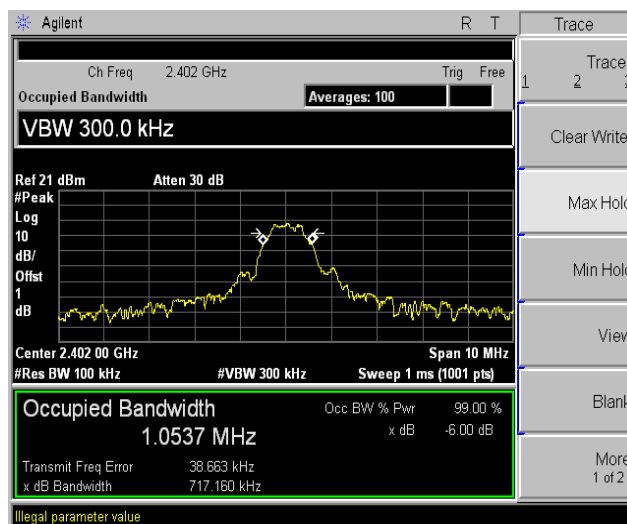 Agilent R T Trace
Ch Freq 2.402 GHz Trig Free
Occupied Bandwidth Averages: 100
VBW 300.0 kHz
Ref 21 dBm Atten 30 dB
#Peak
Log
10
dB/
Offst
1
dB
Center 2.402 00 GHz Span 10 MHz
#Res BW 100 kHz #VBW 300 kHz Sweep 1 ms (1001 pts)
Occupied Bandwidth Occ BW % Pwr 99.00 %
1.0537 MHz x dB -6.00 dB
Transmit Freq Error 38.663 kHz
x dB Bandwidth 717.160 kHz
Illegal parameter value
Trace
1 2
Clear Write
Max Hold
Min Hold
View
Blank
More
1 of 2